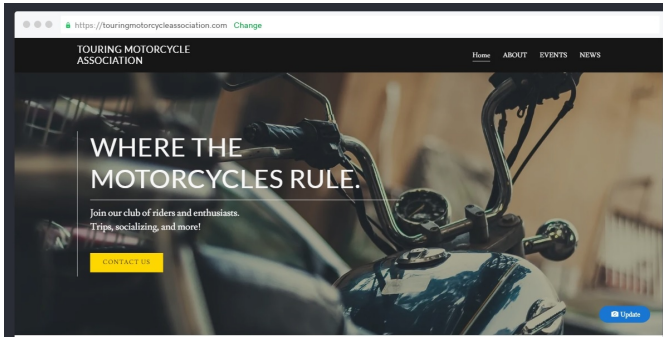 https://touringmotorcycleassociation.com Change
TOURING MOTORCYCLE
ASSOCIATION
Home ABOUT EVENTS NEWS
WHERE THE
MOTORCYCLES RULE.
Join our club of riders and enthusiasts.
Trips, socializing, and more!
CONTACT US
Update